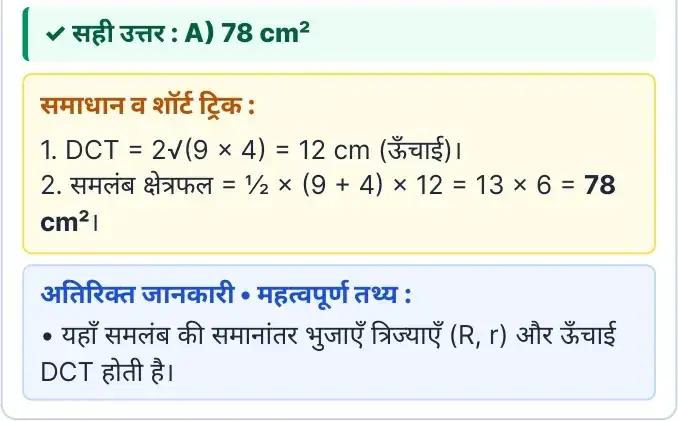 ✓ सही उत्तर : A) 78 cm²
समाधान व शॉर्ट ट्रिक :
1. DCT = 2√(9 × 4) = 12 cm (ऊँचाई)।
2. समलंब क्षेत्रफल = ½ × (9 + 4) × 12 = 13 × 6 = 78
cm²।
अतिरिक्त जानकारी • महत्वपूर्ण तथ्य :
• यहाँ समलंब की समानांतर भुजाएँ त्रिज्याएँ (R, r) और ऊँचाई
DCT होती है।